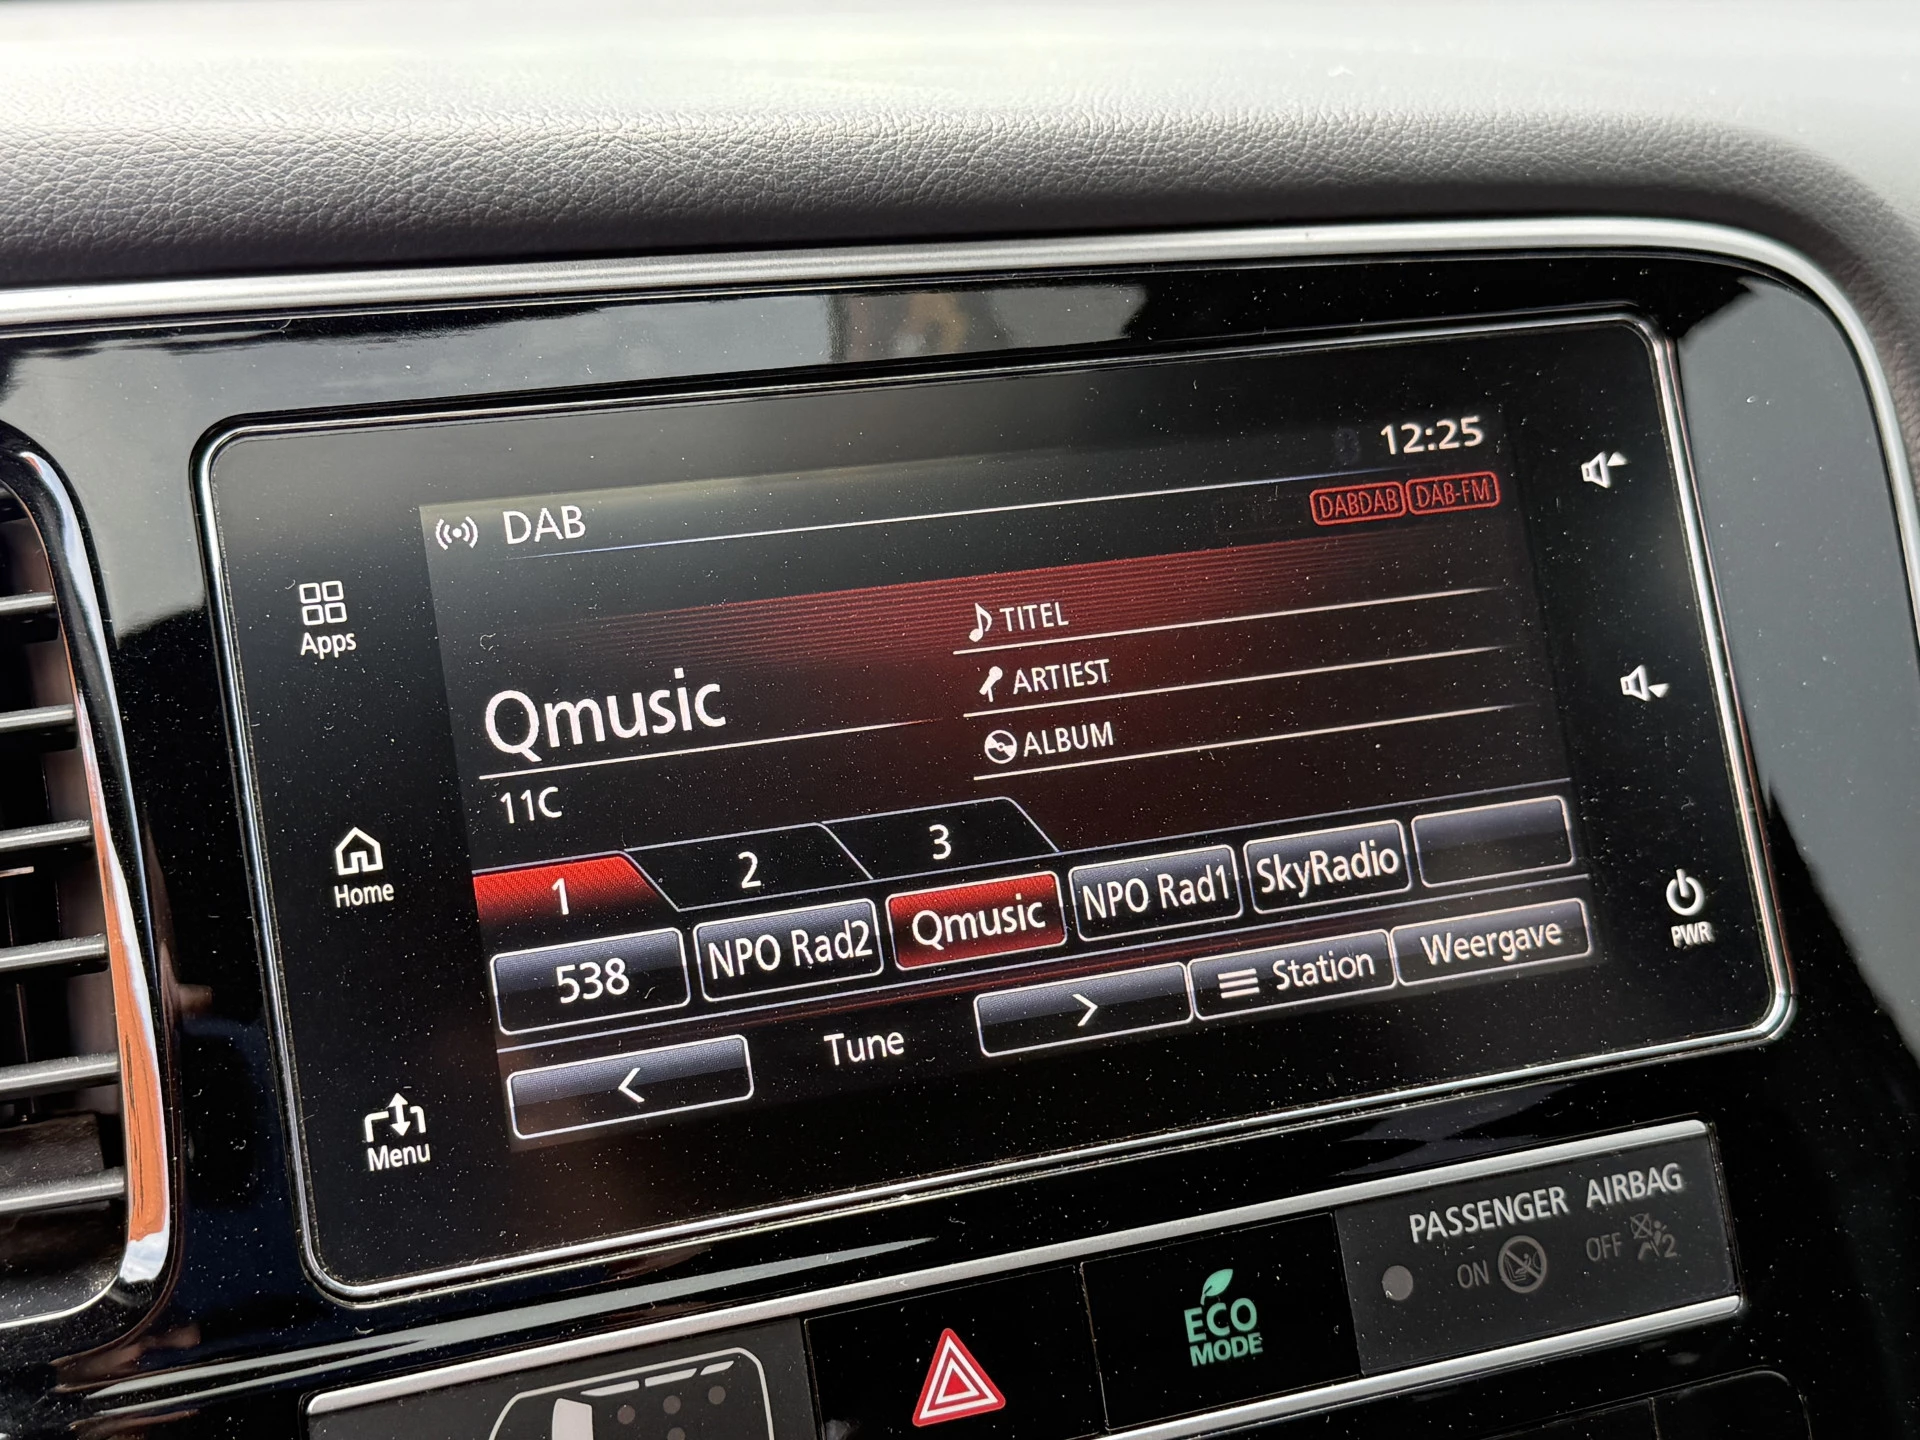 12:25
DAB
DABDAB DAB-FM
Apps
TITEL
Qmusic
ARTIEST
ALBUM
11C
Home
1 2 3
538 NPO Rad2 Qmusic NPO Rad1 SkyRadio
< Tune > Station Weergave
PWR
Menu
PASSENGER AIRBAG
ON OFF 2
ECO
MODE